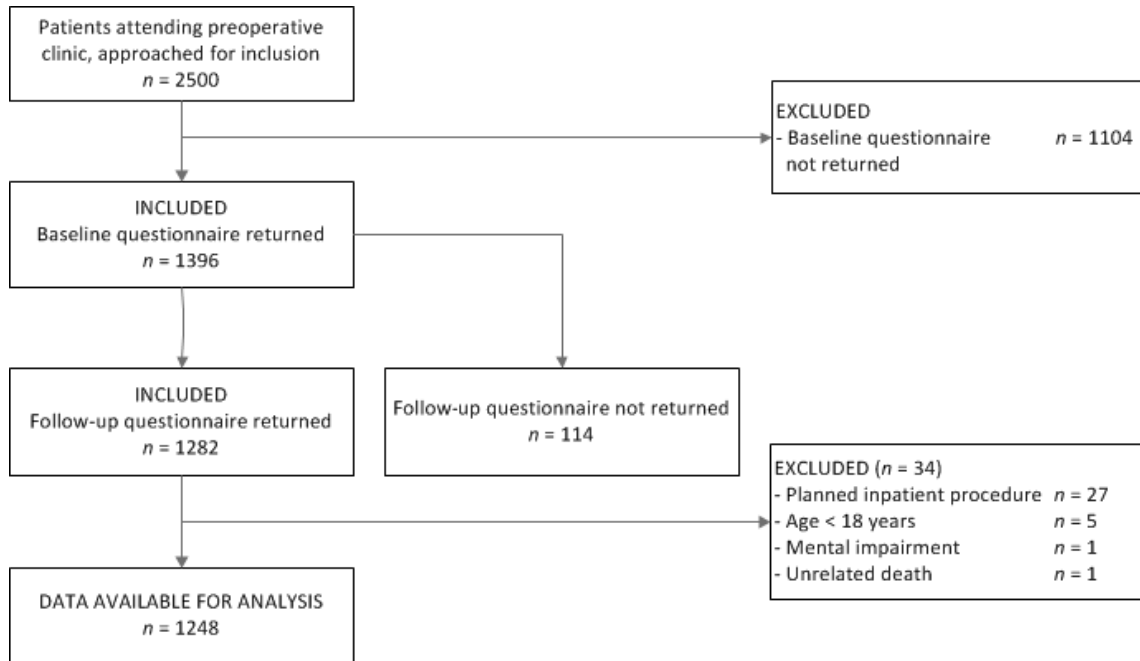 Patients attending preoperative
clinic, approached for inclusion
n = 2500
EXCLUDED
- Baseline questionnaire n = 1104
not returned
INCLUDED
Baseline questionnaire returned
n = 1396
INCLUDED
Follow-up questionnaire returned
n = 1282
Follow-up questionnaire not returned
n = 114
EXCLUDED (n = 34)
- Planned inpatient procedure n = 27
- Age < 18 years n = 5
- Mental impairment n = 1
- Unrelated death n = 1
DATA AVAILABLE FOR ANALYSIS
n = 1248